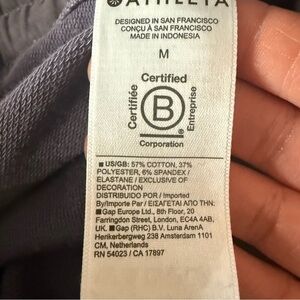 ATHLETA
DESIGNED IN SAN FRANCISCO
CONÇU À SAN FRANCISCO
MADE IN INDONESIA
M
Certified
Certifiée
B
Entreprise
®
Corporation
■ US/GB: 57% COTTON, 37%
POLYESTER, 6% SPANDEX /
ELASTANE / EXCLUSIVE OF
DECORATION
DISTRIBUIDO POR / Imported
By/Importe Par / ΕΙΣΑΓΕΤΑΙ ΑΠΟ ΤΗΝ:
■Gap Europe Ltd., 8th Floor, 20
Farringdon Street, London, EC4A 4AB,
UK. ■Gap (RHC) B.V. Luna ArenA
Herikerbergweg 238 Amsterdam 1101
CM, Netherlands
RN 54023 / CA 17897